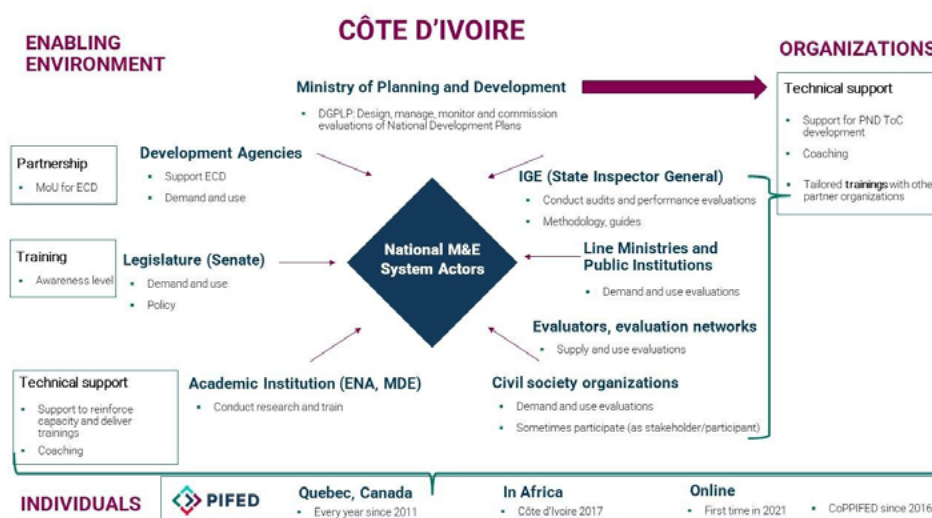 CÔTE D'IVOIRE
ENABLING
ENVIRONMENT
ORGANIZATIONS
Ministry of Planning and Development
▪ DGPLP: Design, manage, monitor and commission
evaluations of National Development Plans
Technical support
▪ Support for PND ToC
development
▪ Coaching
▪ Tailored trainings with othe
partner organizations
Partnership
▪ MoU for ECD
Development Agencies
▪ Support ECD
▪ Demand and use
IGE (State Inspector General)
▪ Conduct audits and performance evaluations
▪ Methodology, guides
Training
▪ Awareness level
Legislature (Senate)
▪ Demand and use
▪ Policy
National M&E
System Actors
Line Ministries and
Public Institutions
▪ Demand and use evaluations
Evaluators, evaluation networks
▪ Supply and use evaluations
Technical support
▪ Support to reinforce
capacity and deliver
trainings
▪ Coaching
Academic Institution (ENA, MDE)
▪ Conduct research and train
Civil society organizations
▪ Demand and use evaluations
▪ Sometimes participate (as stakeholder/participant)
INDIVIDUALS
PIFED
Quebec, Canada
▪ Every year since 2011
In Africa
▪ Côte d'Ivoire 2017
Online
▪ First time in 2021
▪ CoPPIFED since 2016